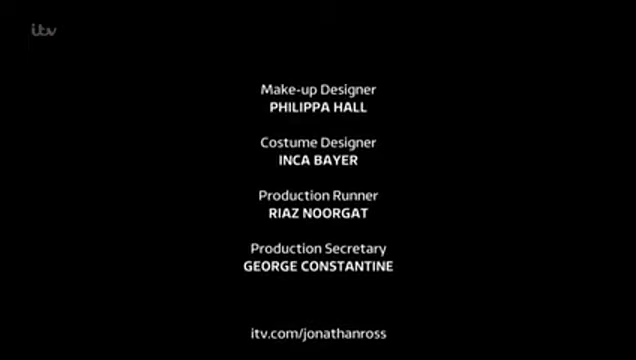 itv
Make-up Designer
PHILIPPA HALL
Costume Designer
INCA BAYER
Production Runner
RIAZ NOORGAT
Production Secretary
GEORGE CONSTANTINE
itv.com/jonathanross